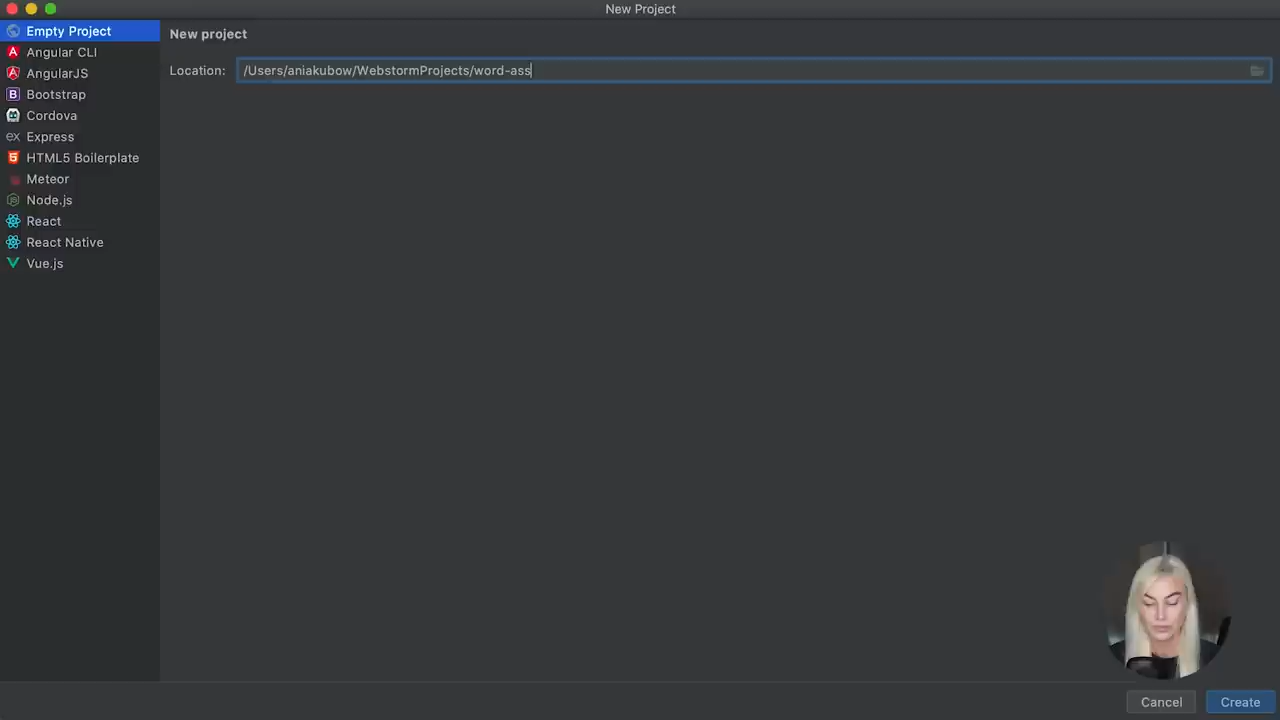 New Project
Empty Project
Angular CLI
AngularJS
Bootstrap
Cordova
Express
HTML5 Boilerplate
Meteor
Node.js
React
React Native
Vue.js
New project
Location: /Users/aniakubow/WebstormProjects/word-ass
Cancel
Create